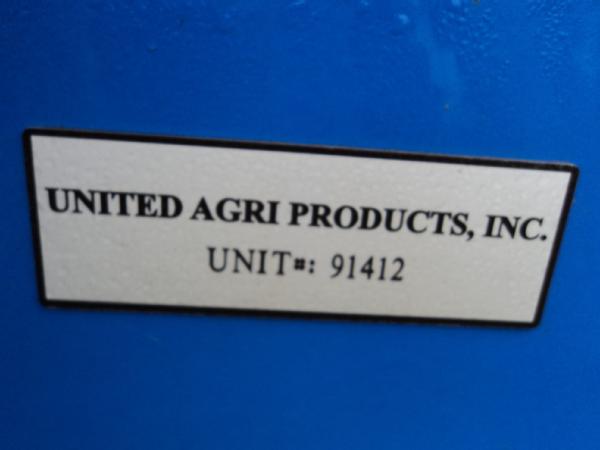 UNITED AGRI PRODUCTS, INC.
UNIT#: 91412